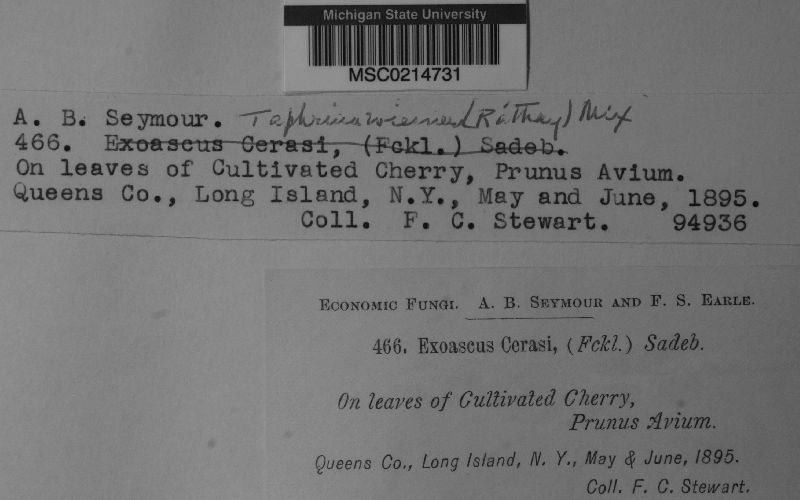 Michigan State University
MSC0214731
A. B. Seymour. Taphrina wiesneri (Ráthay) Mix
466. Exoascus Cerasi, (Fckl.) Sadeb.
On leaves of Cultivated Cherry, Prunus Avium.
Queens Co., Long Island, N.Y., May and June, 1895.
Coll. F. C. Stewart. 94936
ECONOMIC FUNGI. A. B. SEYMOUR AND F. S. EARLE.
466. Exoascus Cerasi, (Fckl.) Sadeb.
On leaves of Cultivated Cherry,
Prunus Avium.
Queens Co., Long Island, N. Y., May & June, 1895.
Coll. F. C. Stewart.